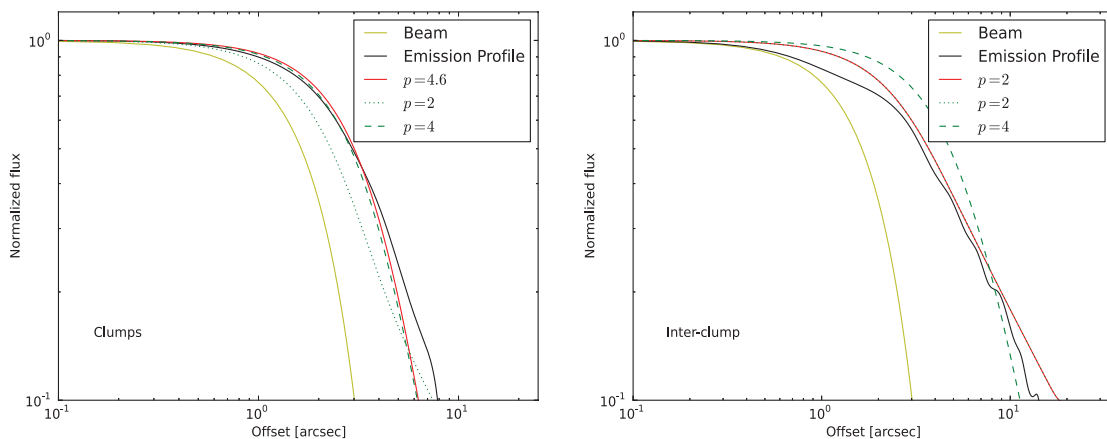 Beam
Emission Profile
p=4.6
p=2
p=4
10^0
Normalized flux
Clumps
10^-1
10^-1
10^0
10^1
Offset [arcsec]
Beam
Emission Profile
p=2
p=2
p=4
10^0
Normalized flux
Inter-clump
10^-1
10^-1
10^0
10^1
Offset [arcsec]